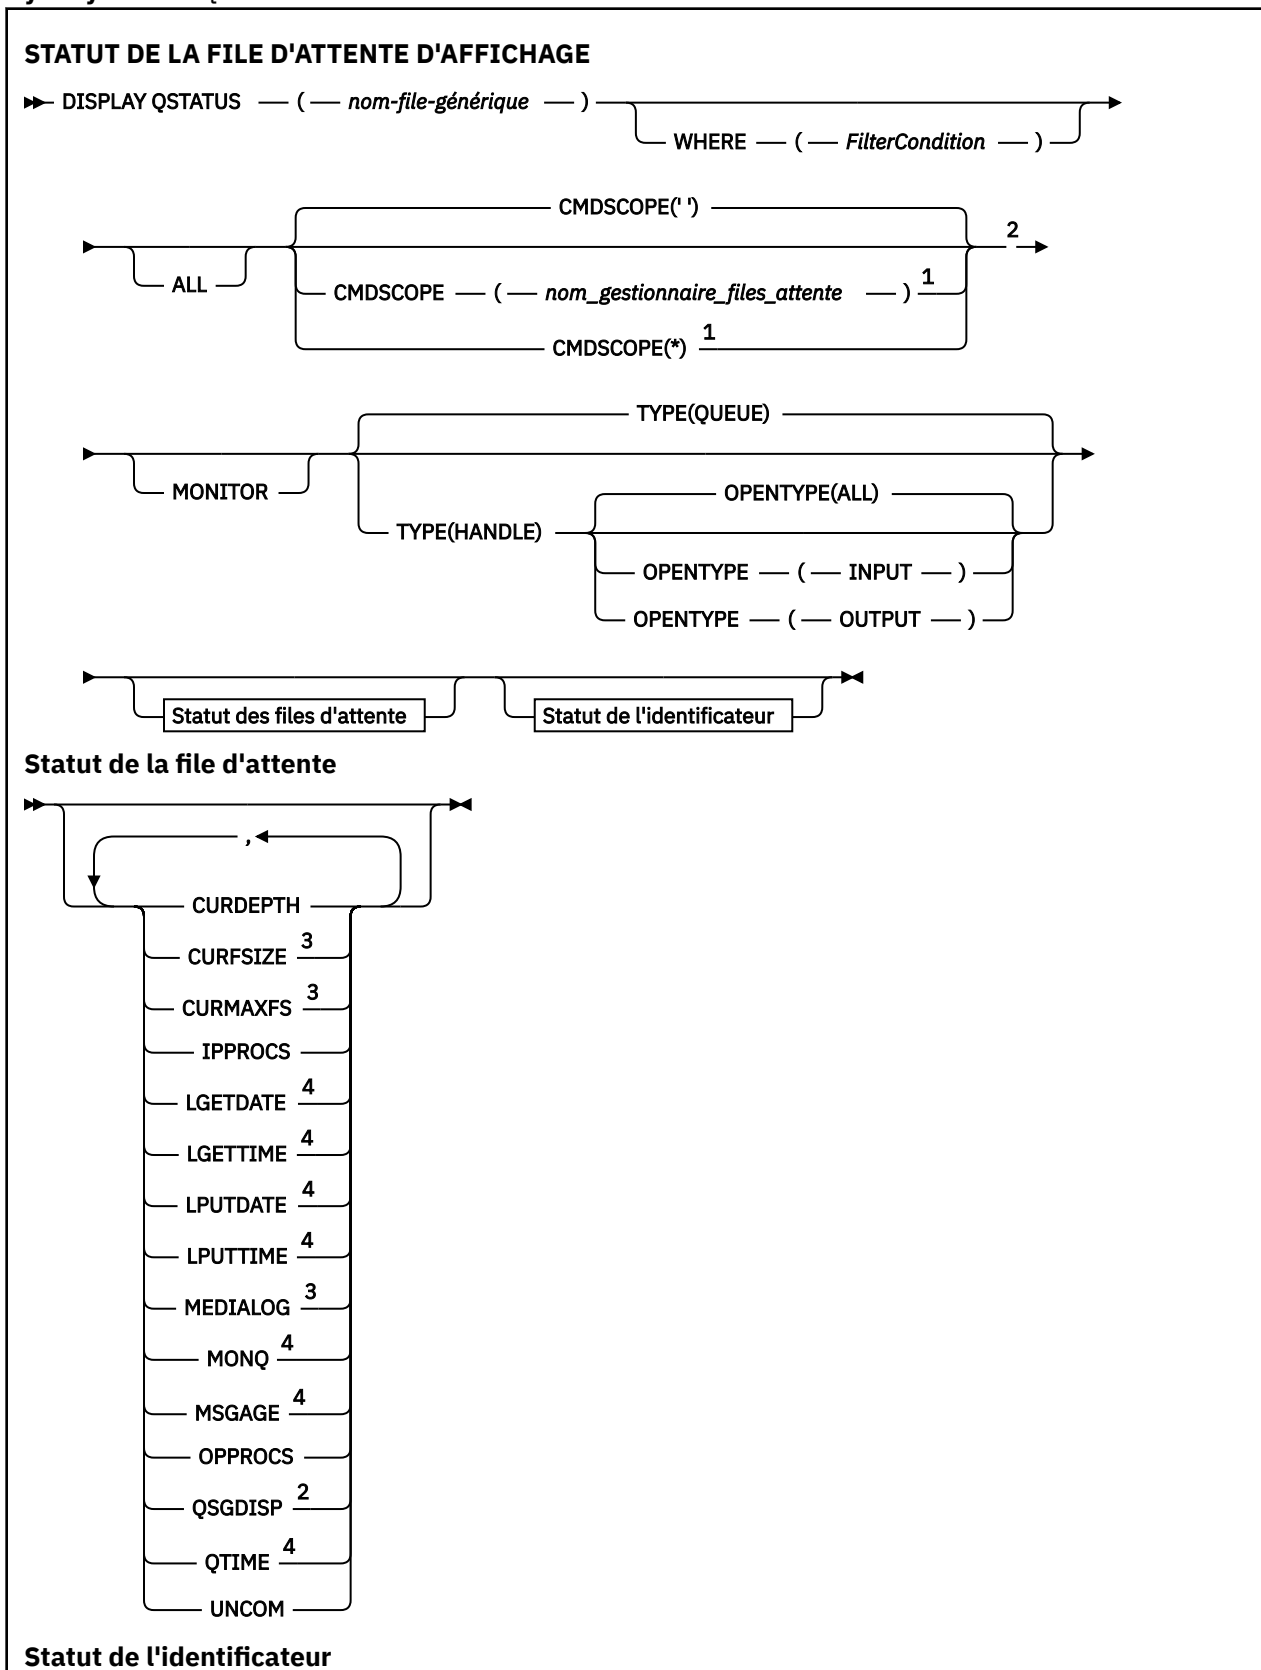 STATUT DE LA FILE D'ATTENTE D'AFFICHAGE
DISPLAY QSTATUS ( nom-file-générique )
WHERE ( FilterCondition )
CMDSCOPE(' ')
2
ALL
CMDSCOPE ( nom_gestionnaire_files_attente ) 1
CMDSCOPE(*) 1
TYPE(QUEUE)
MONITOR
OPENTYPE(ALL)
TYPE(HANDLE)
OPENTYPE ( INPUT )
OPENTYPE ( OUTPUT )
Statut des files d'attente Statut de l'identificateur
Statut de la file d'attente
,
CURDEPTH
CURFSIZE 3
CURMAXFS 3
IPPROCS
LGETDATE 4
LGETTIME 4
LPUTDATE 4
LPUTTIME 4
MEDIALOG 3
MONQ 4
MSGAGE 4
OPPROCS
QSGDISP 2
QTIME 4
UNCOM
Statut de l'identificateur